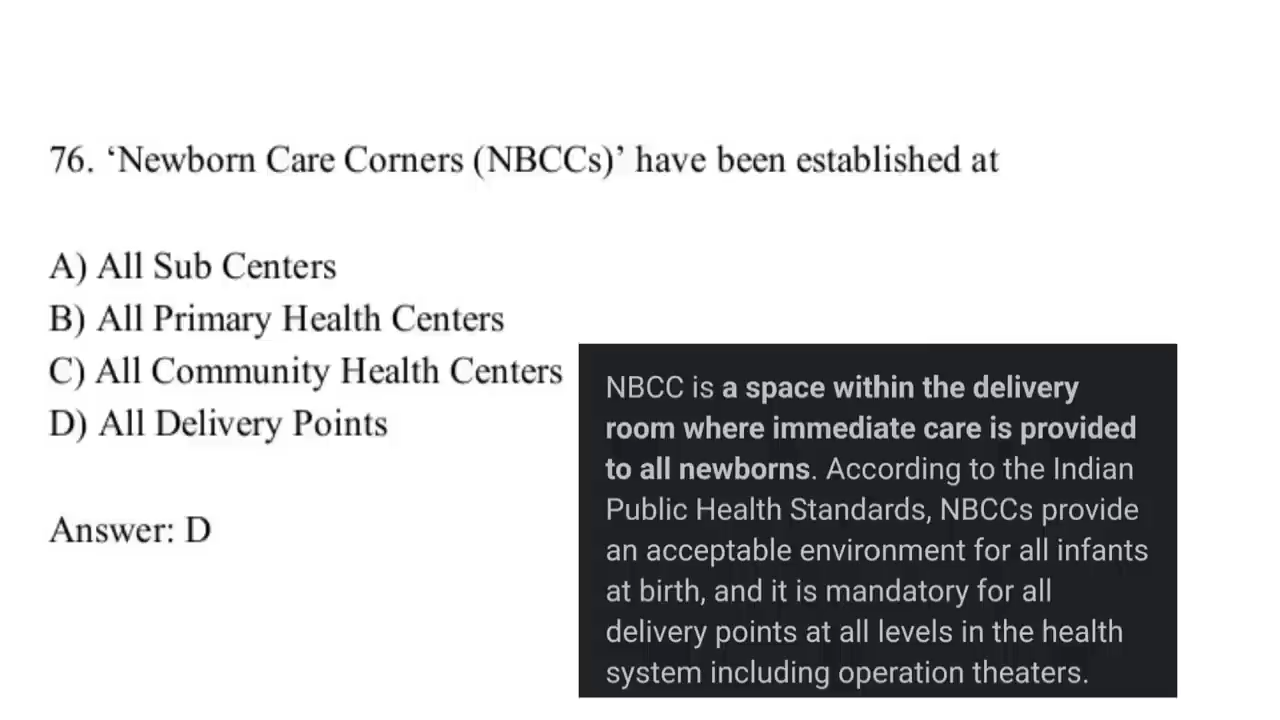 76. ‘Newborn Care Corners (NBCCs)’ have been established at
A) All Sub Centers
B) All Primary Health Centers
C) All Community Health Centers
D) All Delivery Points
Answer: D
NBCC is a space within the delivery
room where immediate care is provided
to all newborns. According to the Indian
Public Health Standards, NBCCs provide
an acceptable environment for all infants
at birth, and it is mandatory for all
delivery points at all levels in the health
system including operation theaters.